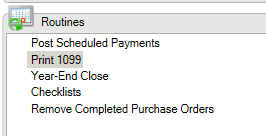 Routines
Post Scheduled Payments
Print 1099
Year-End Close
Checklists
Remove Completed Purchase Orders